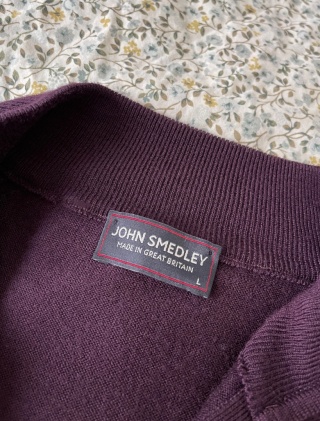 JOHN SMEDLEY
MADE IN GREAT BRITAIN
L